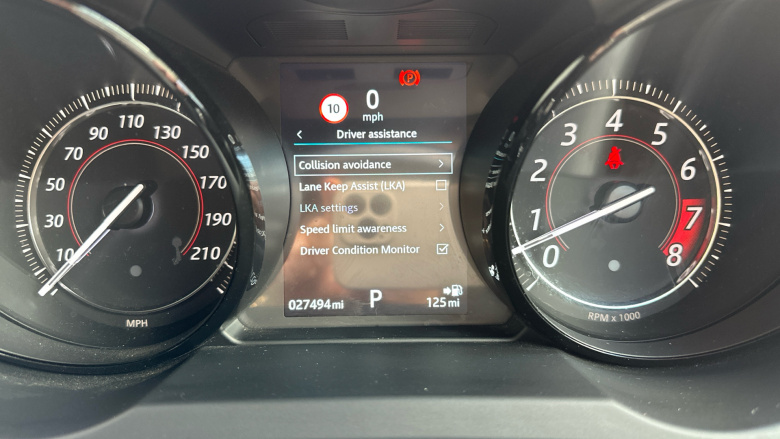 10
0
mph
Driver assistance
Collision avoidance
Lane Keep Assist (LKA)
LKA settings
Speed limit awareness
Driver Condition Monitor
027494 mi P 125 mi
10 30 50 70 90 110 130 150 170 190 210
MPH
P
0 1 2 3 4 5 6 7 8
RPM x 1000